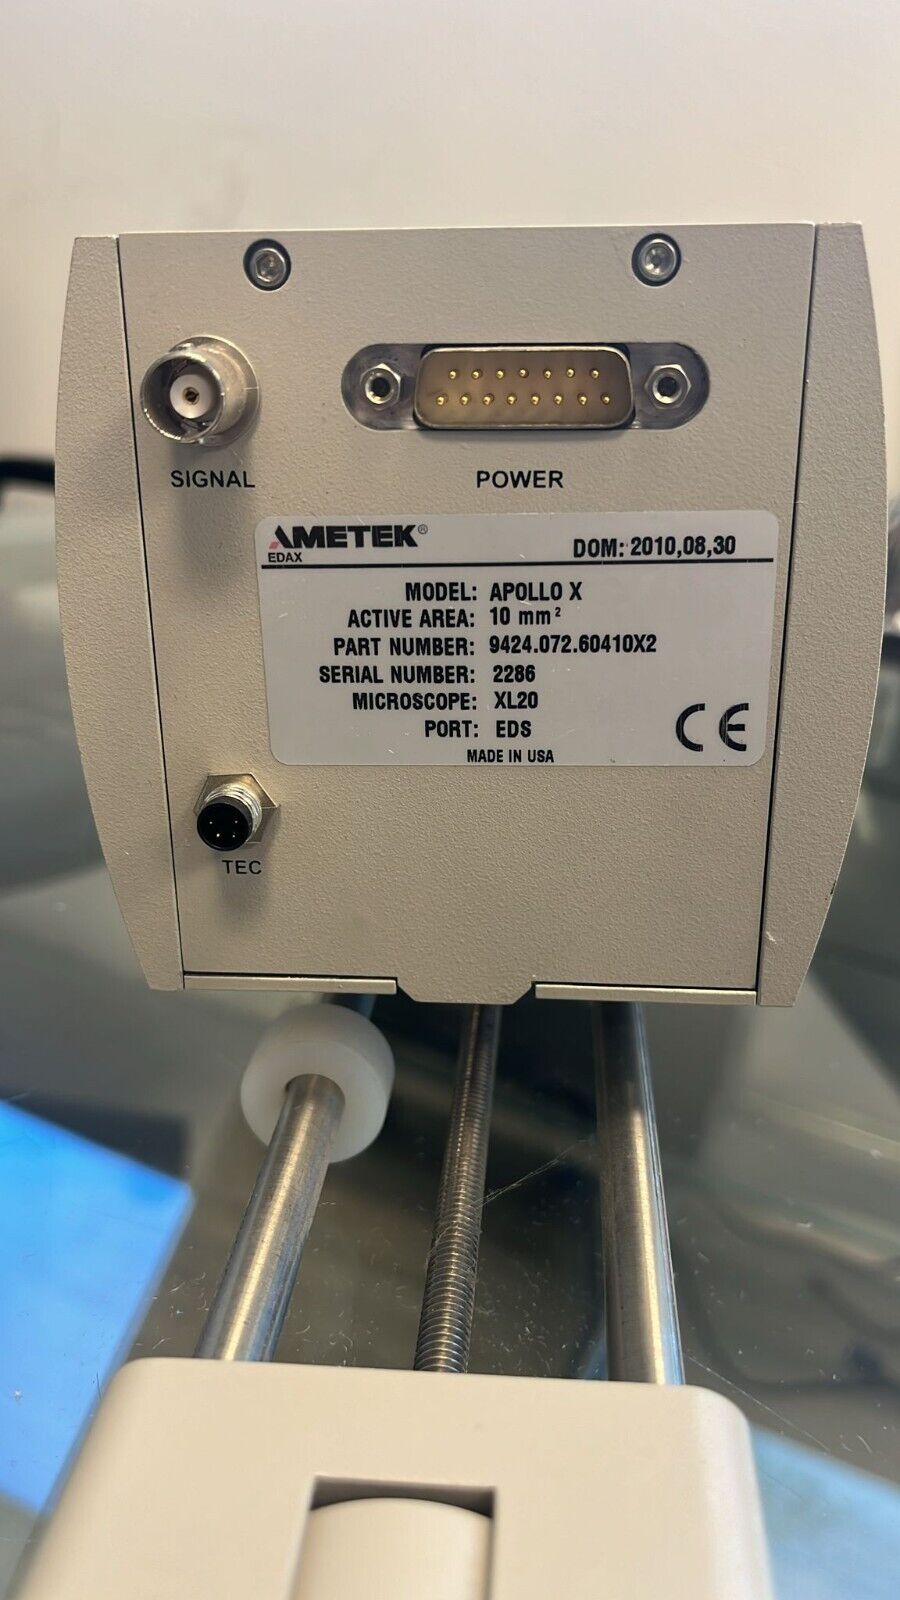 SIGNAL
POWER
AMETEK®
EDAX
DOM: 2010,08,30
MODEL: APOLLO X
ACTIVE AREA: 10 mm²
PART NUMBER: 9424.072.60410X2
SERIAL NUMBER: 2286
MICROSCOPE: XL20
PORT: EDS
CE
MADE IN USA
TEC